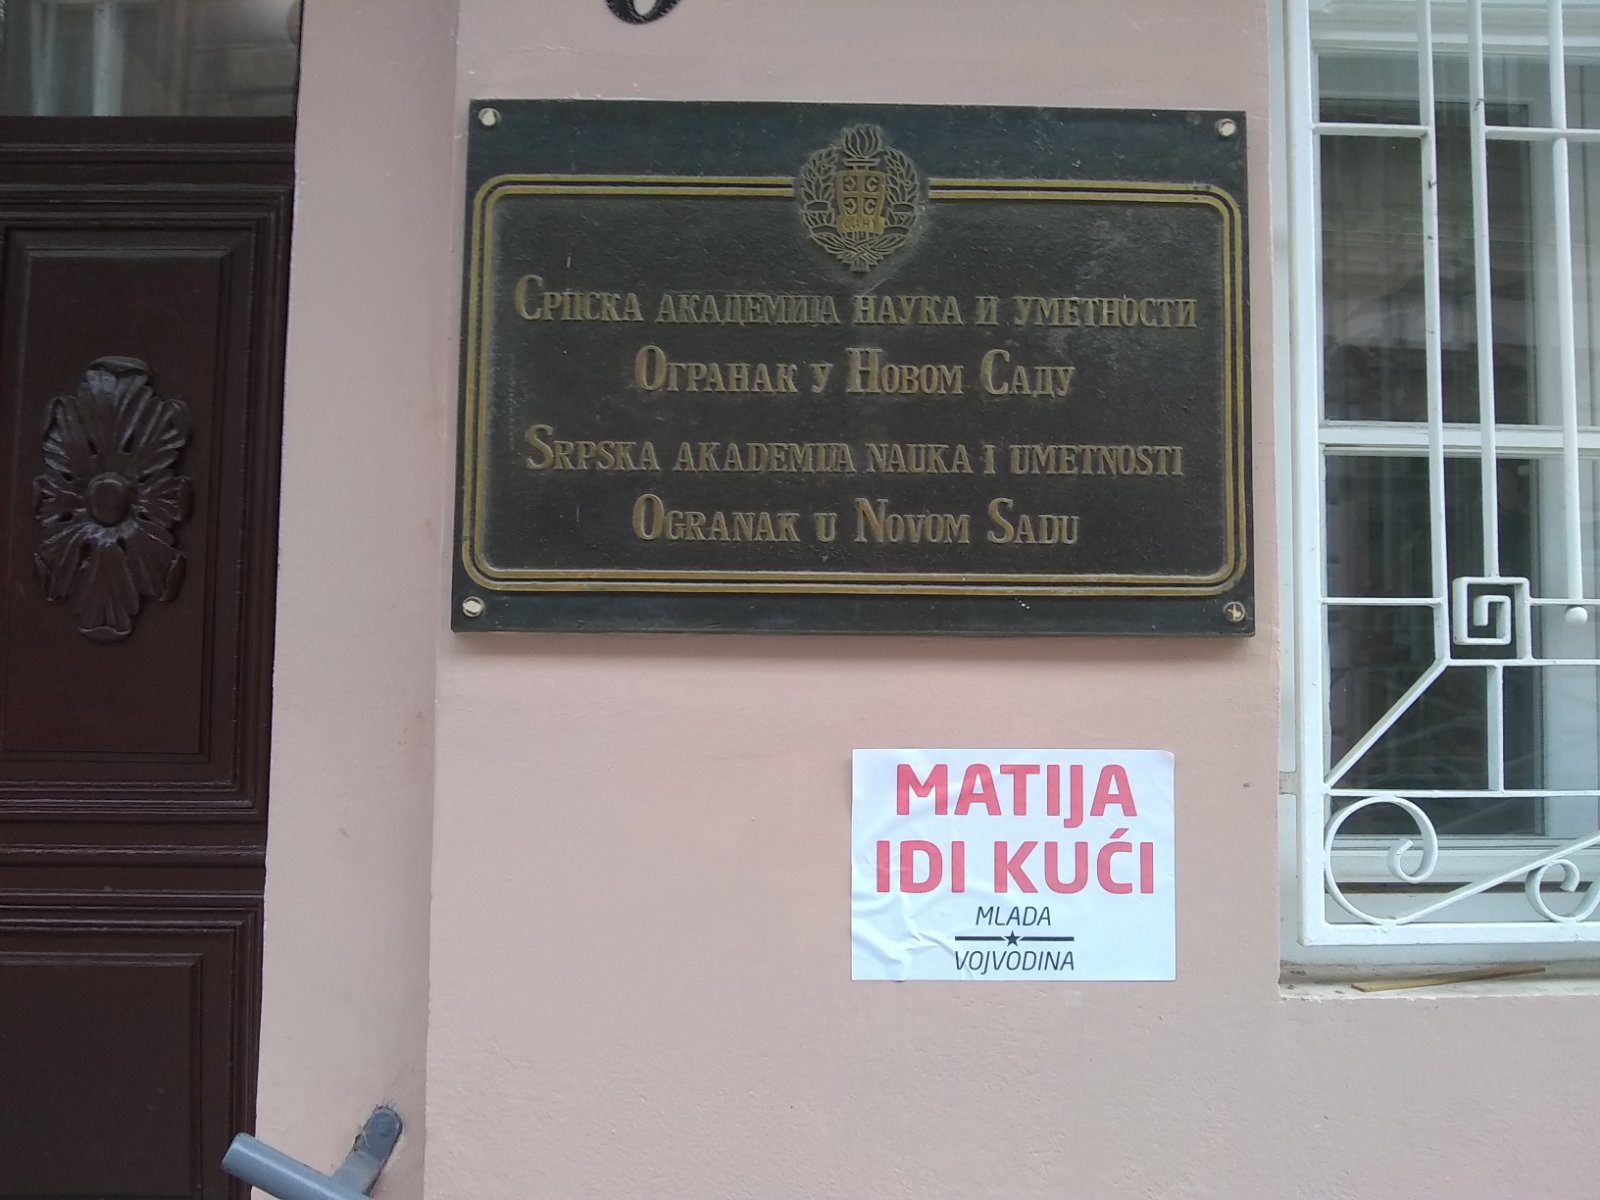 Српска академија наука и уметности
Огранак у Новом Саду
Srpska akademija nauka i umetnosti
Ogranak u Novom Sadu
MATIJA
IDI KUĆI
MLADA
VOJVODINA